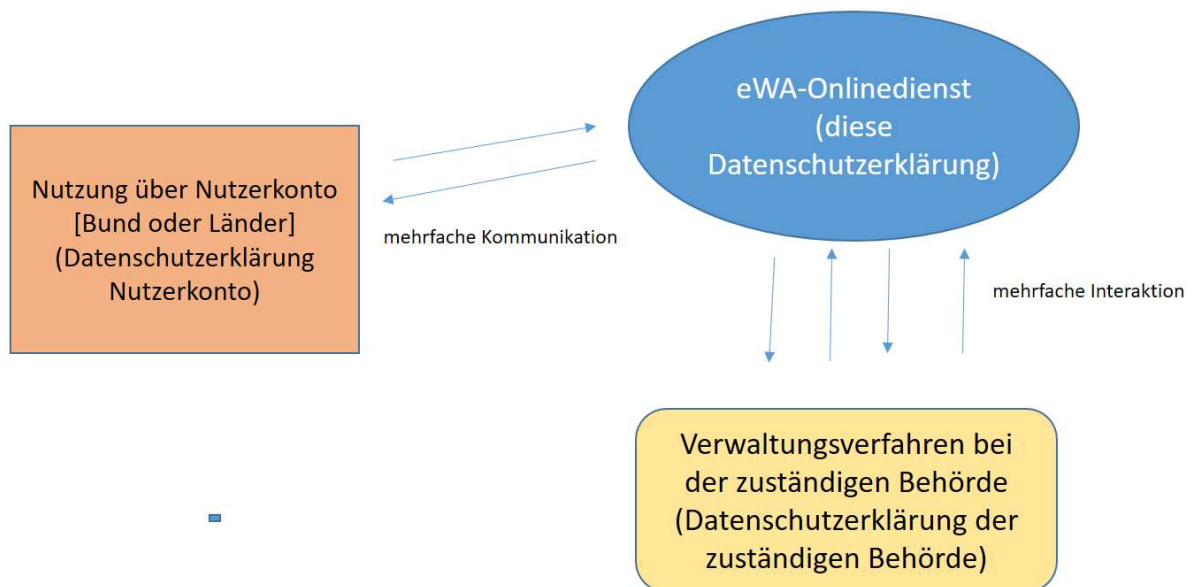 eWA-Onlinedienst
(diese
Datenschutzerklärung)
Nutzung über Nutzerkonto
[Bund oder Länder]
(Datenschutzerklärung
Nutzerkonto)
mehrfache Kommunikation
mehrfache Interaktion
Verwaltungsverfahren bei
der zuständigen Behörde
(Datenschutzerklärung der
zuständigen Behörde)